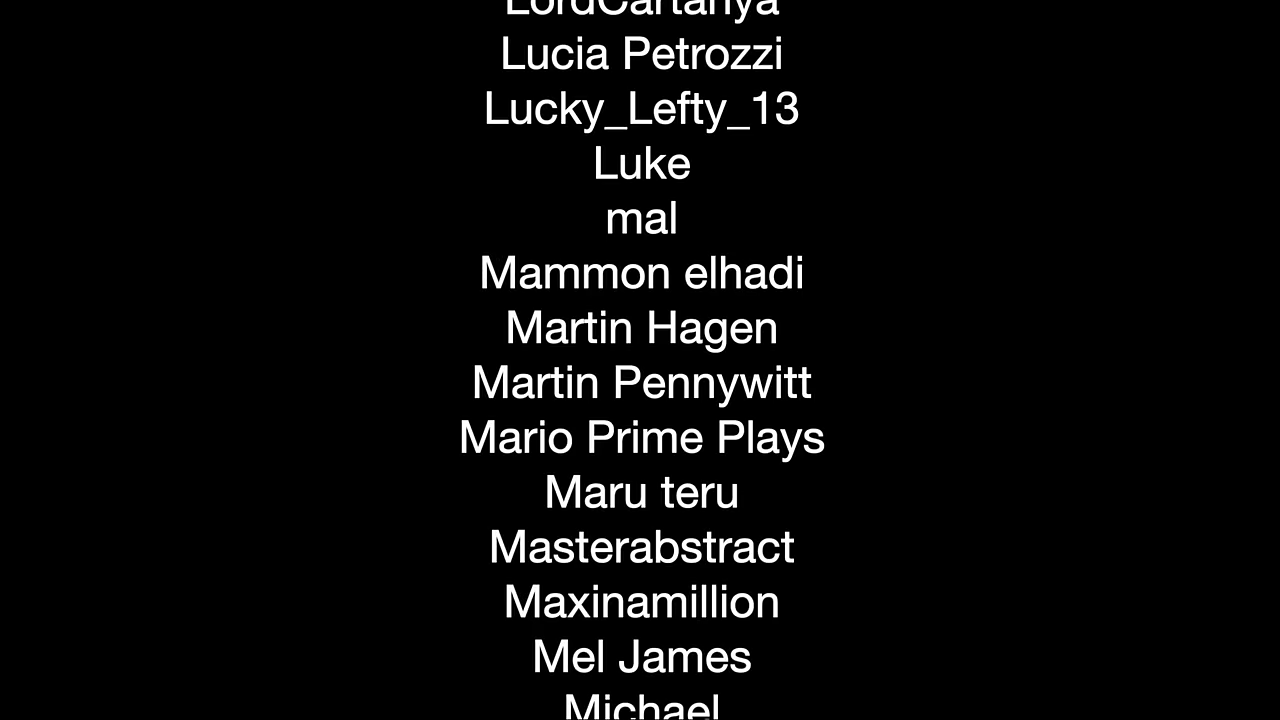 LordCartanya
Lucia Petrozzi
Lucky_Lefty_13
Luke
mal
Mammon elhadi
Martin Hagen
Martin Pennywitt
Mario Prime Plays
Maru teru
Masterabstract
Maxinamillion
Mel James
Michael